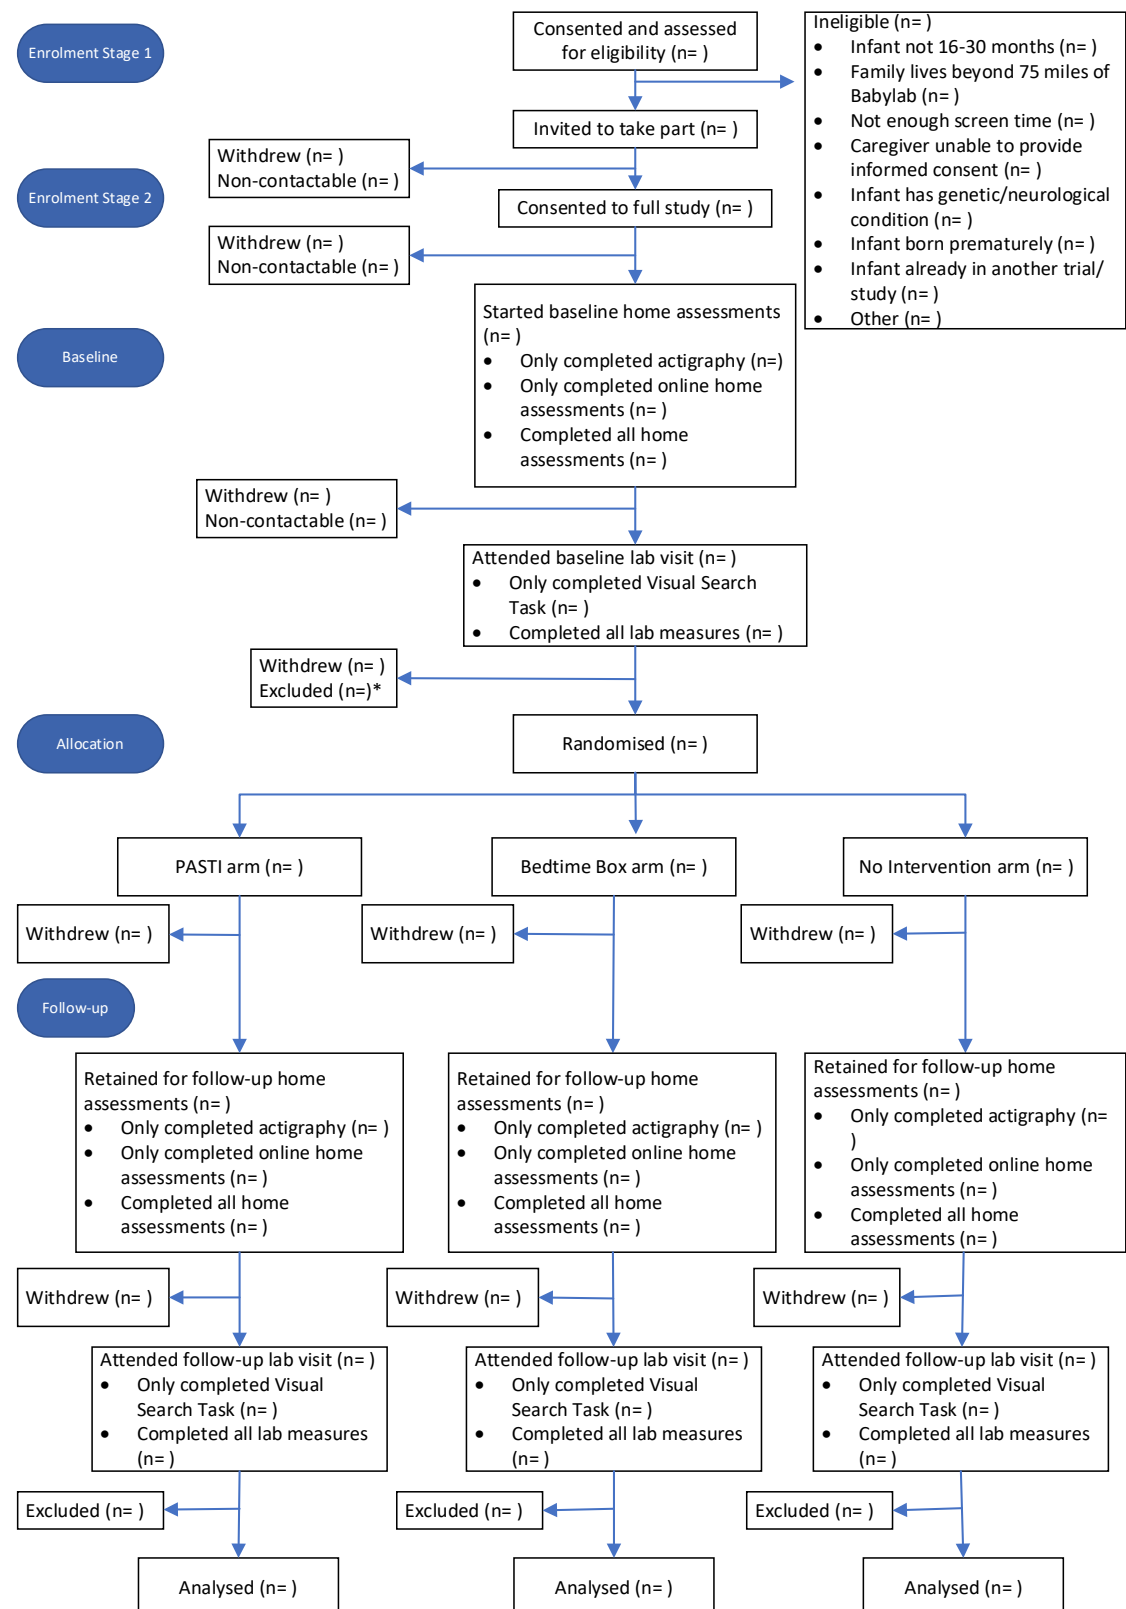 Enrolment Stage 1
Consented and assessed
for eligibility (n= )
Ineligible (n= )
• Infant not 16-30 months (n= )
• Family lives beyond 75 miles of
Babylab (n= )
• Not enough screen time (n= )
• Caregiver unable to provide
informed consent (n= )
• Infant has genetic/neurological
condition (n= )
• Infant born prematurely (n= )
• Infant already in another trial/
study (n= )
• Other (n= )
Invited to take part (n= )
Withdrew (n= )
Non-contactable (n= )
Enrolment Stage 2
Consented to full study (n= )
Withdrew (n= )
Non-contactable (n= )
Started baseline home assessments
(n= )
• Only completed actigraphy (n=)
• Only completed online home
assessments (n= )
• Completed all home
assessments (n= )
Baseline
Withdrew (n= )
Non-contactable (n= )
Attended baseline lab visit (n= )
• Only completed Visual Search
Task (n= )
• Completed all lab measures (n= )
Withdrew (n= )
Excluded (n=)*
Allocation
Randomised (n= )
PASTI arm (n= )
Bedtime Box arm (n= )
No Intervention arm (n= )
Withdrew (n= )
Withdrew (n= )
Withdrew (n= )
Follow-up
Retained for follow-up home
assessments (n= )
• Only completed actigraphy (n= )
• Only completed online home
assessments (n= )
• Completed all home
assessments (n= )
Retained for follow-up home
assessments (n= )
• Only completed actigraphy (n= )
• Only completed online home
assessments (n= )
• Completed all home
assessments (n= )
Retained for follow-up home
assessments (n= )
• Only completed actigraphy (n=
)
• Only completed online home
assessments (n= )
• Completed all home
assessments (n= )
Withdrew (n= )
Withdrew (n= )
Withdrew (n= )
Attended follow-up lab visit (n= )
• Only completed Visual
Search Task (n= )
• Completed all lab measures
(n= )
Attended follow-up lab visit (n= )
• Only completed Visual
Search Task (n= )
• Completed all lab measures
(n= )
Attended follow-up lab visit (n= )
• Only completed Visual
Search Task (n= )
• Completed all lab measures
(n= )
Excluded (n= )
Excluded (n= )
Excluded (n= )
Analysed (n= )
Analysed (n= )
Analysed (n= )